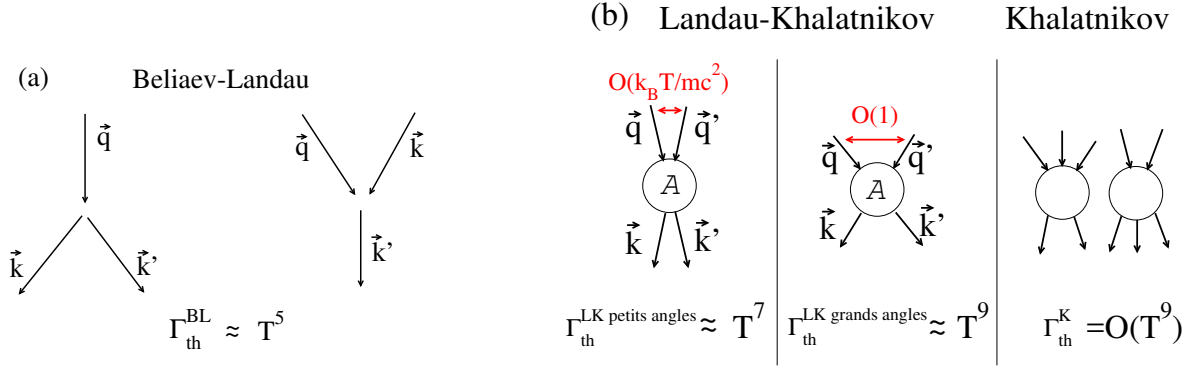 (a) Beliaev-Landau
q⃗
q⃗ k⃗
k⃗ k⃗’
k⃗’
Γ_th^BL ≈ T^5
(b) Landau-Khalatnikov
O(k_B T/mc^2)
q⃗ q⃗’
A
k⃗ k⃗’
Γ_th^LK petits angles ≈ T^7
O(1)
q⃗ q⃗’
A
k⃗ k⃗’
Γ_th^LK grands angles ≈ T^9
Khalatnikov
Γ_th^K =O(T^9)